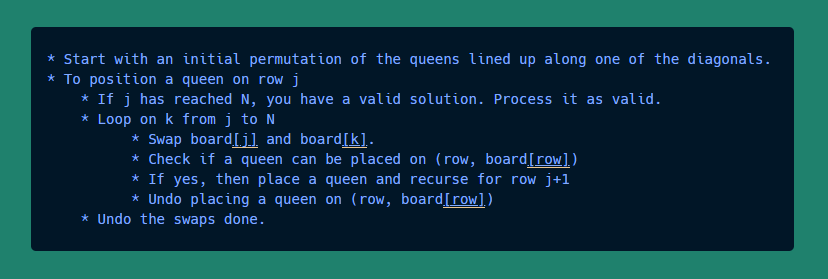 * Start with an initial permutation of the queens lined up along one of the diagonals.
* To position a queen on row j
* If j has reached N, you have a valid solution. Process it as valid.
* Loop on k from j to N
* Swap board[j] and board[k].
* Check if a queen can be placed on (row, board[row])
* If yes, then place a queen and recurse for row j+1
* Undo placing a queen on (row, board[row])
* Undo the swaps done.